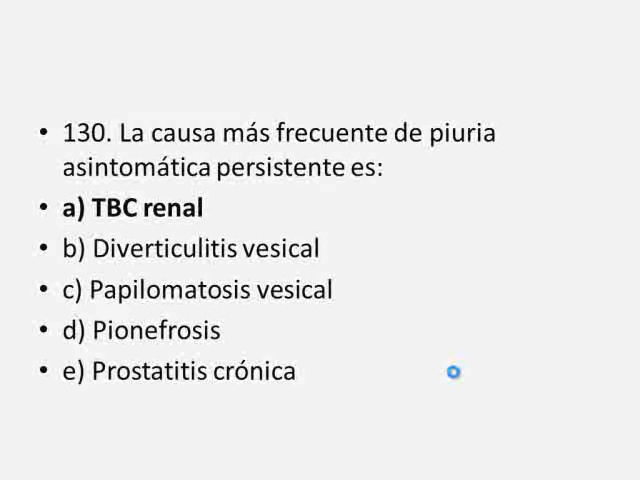 • 130. La causa más frecuente de piuria
asintomática persistente es:
• a) TBC renal
• b) Diverticulitis vesical
• c) Papilomatosis vesical
• d) Pionefrosis
• e) Prostatitis crónica